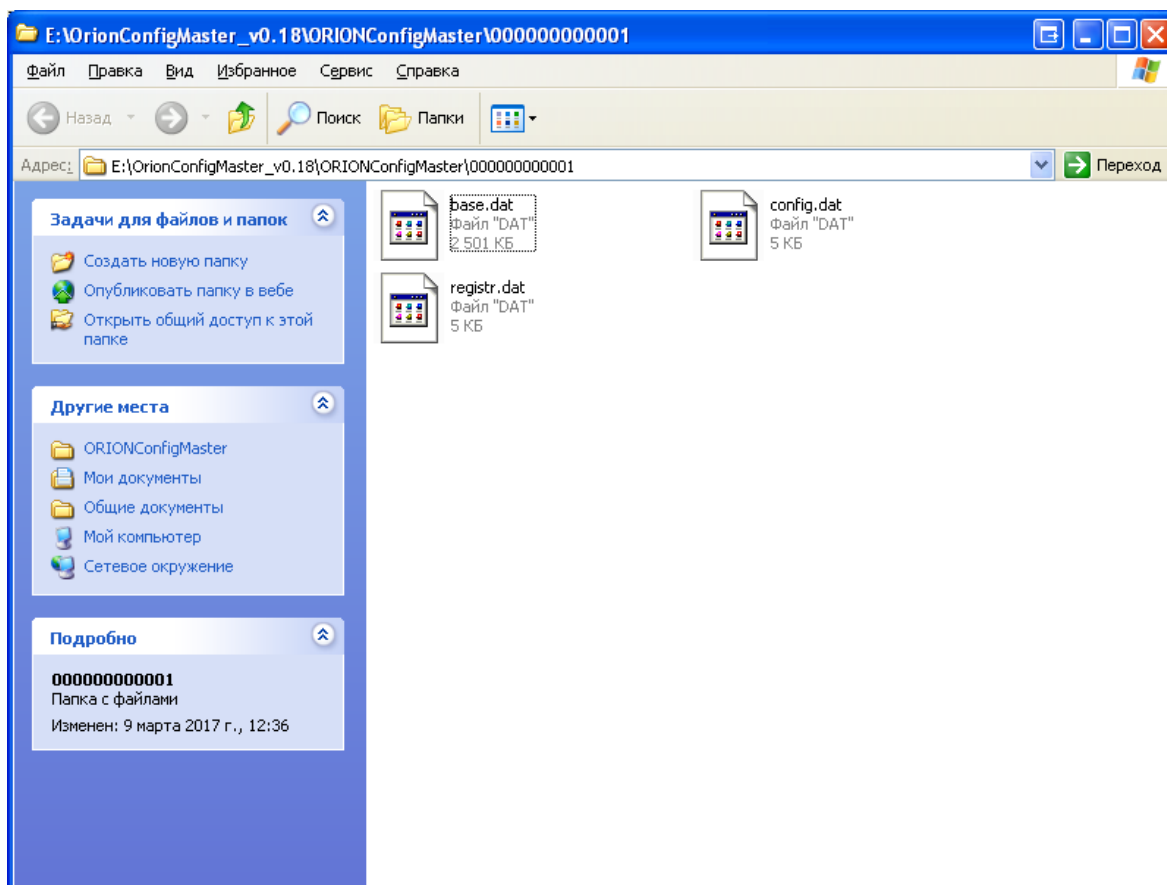 E:\OrionConfigMaster_v0.18\ORIONConfigMaster\000000000001
Файл Правка Вид Избранное Сервис Справка
Назад Поиск Папки
Адрес: E:\OrionConfigMaster_v0.18\ORIONConfigMaster\000000000001 Переход
Задачи для файлов и папок
Создать новую папку
Опубликовать папку в вебе
Открыть общий доступ к этой
папке
Другие места
ORIONConfigMaster
Мои документы
Общие документы
Мой компьютер
Сетевое окружение
Подробно
000000000001
Папка с файлами
Изменен: 9 марта 2017 г., 12:36
base.dat
Файл "DAT"
2 501 КБ
config.dat
Файл "DAT"
5 КБ
registr.dat
Файл "DAT"
5 КБ